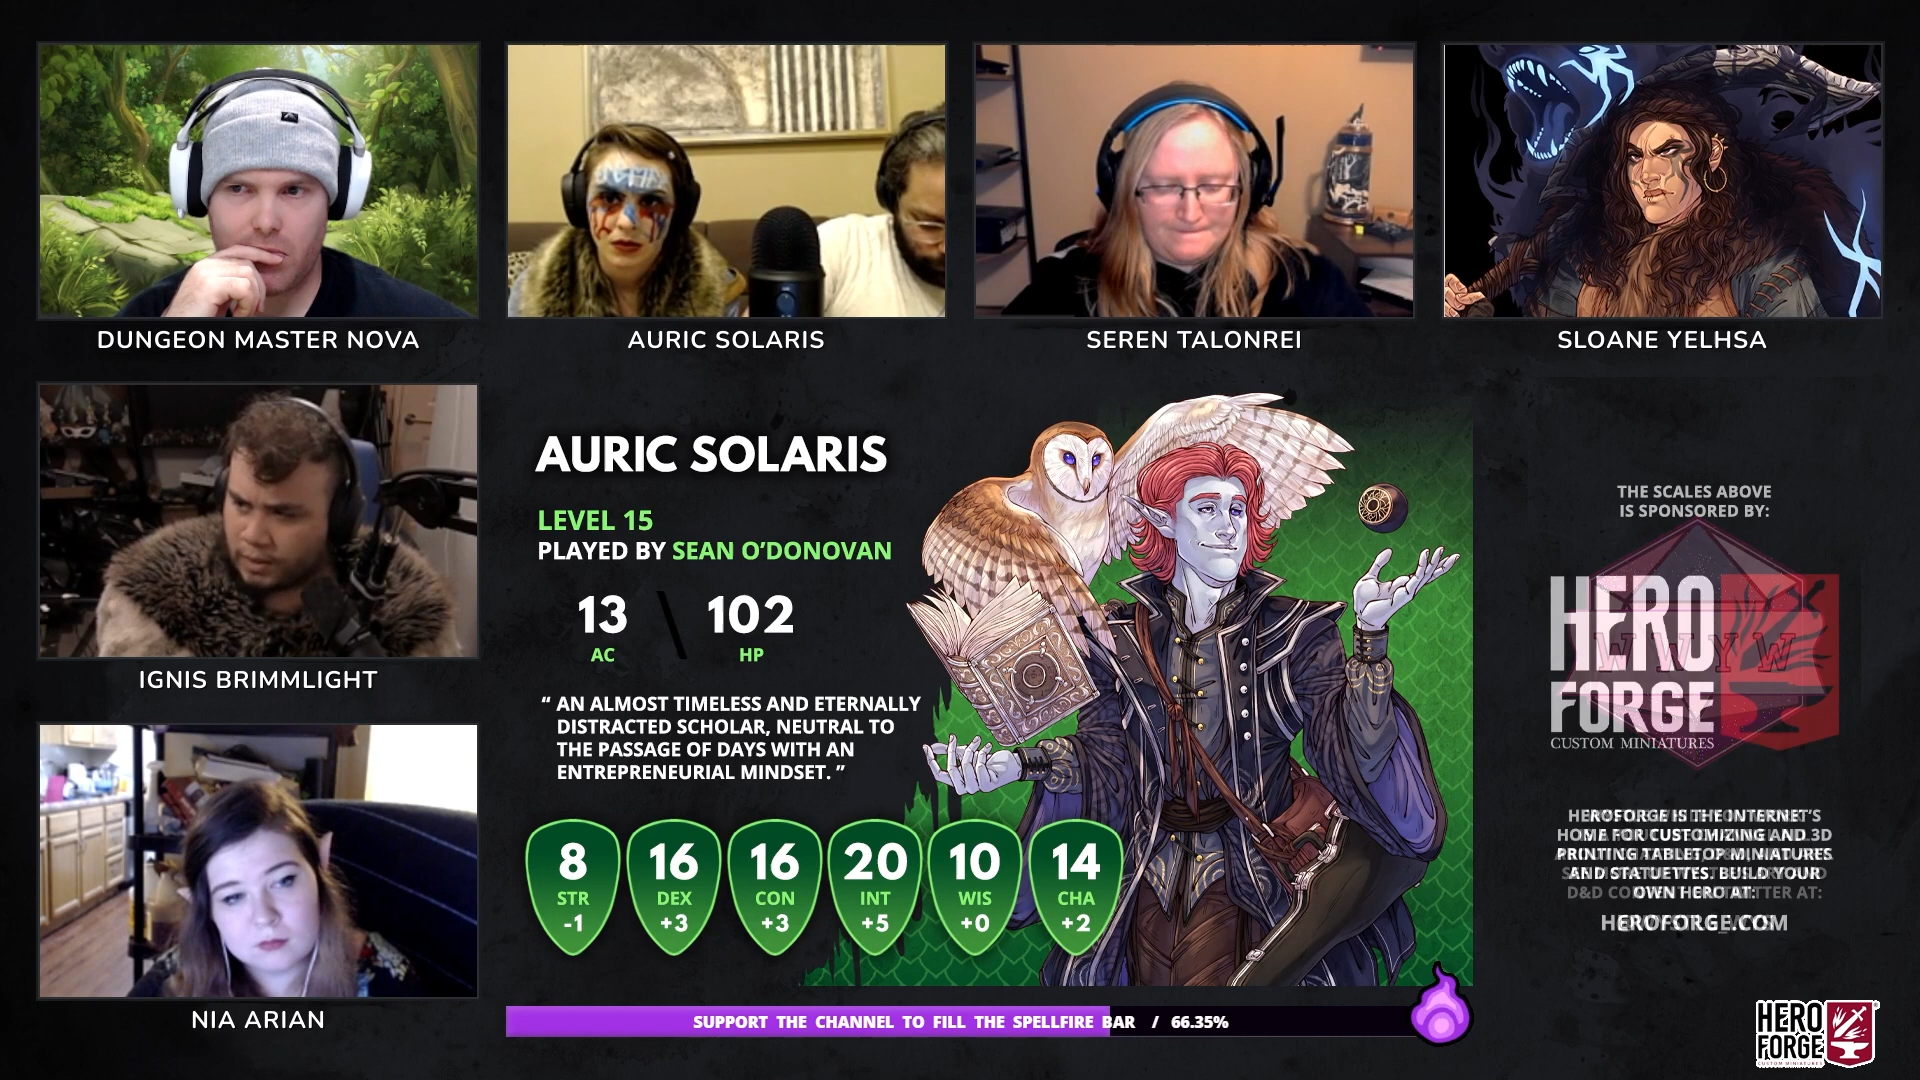 DUNGEON MASTER NOVA
AURIC SOLARIS
SEREN TALONREI
SLOANE YELHSA
IGNIS BRIMMLIGHT
NIA ARIAN
AURIC SOLARIS
LEVEL 15
PLAYED BY SEAN O’DONOVAN
13
AC
102
HP
“ AN ALMOST TIMELESS AND ETERNALLY
DISTRACTED SCHOLAR, NEUTRAL TO
THE PASSAGE OF DAYS WITH AN
ENTREPRENEURIAL MINDSET. ”
8
STR
-1
16
DEX
+3
16
CON
+3
20
INT
+5
10
WIS
+0
14
CHA
+2
SUPPORT THE CHANNEL TO FILL THE SPELLFIRE BAR / 66.35%
THE SCALES ABOVE
IS SPONSORED BY:
HERO
FORGE
CUSTOM MINIATURES
HEROFORGE IS THE INTERNET'S
HOME FOR CUSTOMIZING AND 3D
PRINTING TABLETOP MINIATURES
AND STATUETTES. BUILD YOUR
OWN HERO AT:
HEROFORGE.COM
HERO
FORGE
CUSTOM MINIATURES